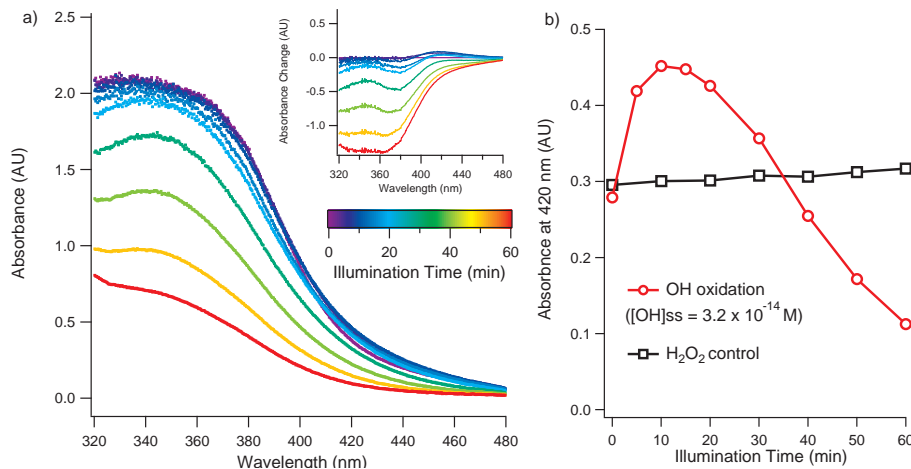 a)
Absorbance (AU)
2.5
2.0
1.5
1.0
0.5
0.0
320 340 360 380 400 420 440 460 480
Wavelength (nm)
Absorbance Change (AU)
0.0
-0.5
-1.0
320 360 400 440 480
Wavelength (nm)
0 20 40 60
Illumination Time (min)
b)
Absorbnce at 420 nm (AU)
0.5
0.4
0.3
0.2
0.1
0.0
OH oxidation
([OH]ss = 3.2 x 10⁻¹⁴ M)
H₂O₂ control
0 10 20 30 40 50 60
Illumination Time (min)